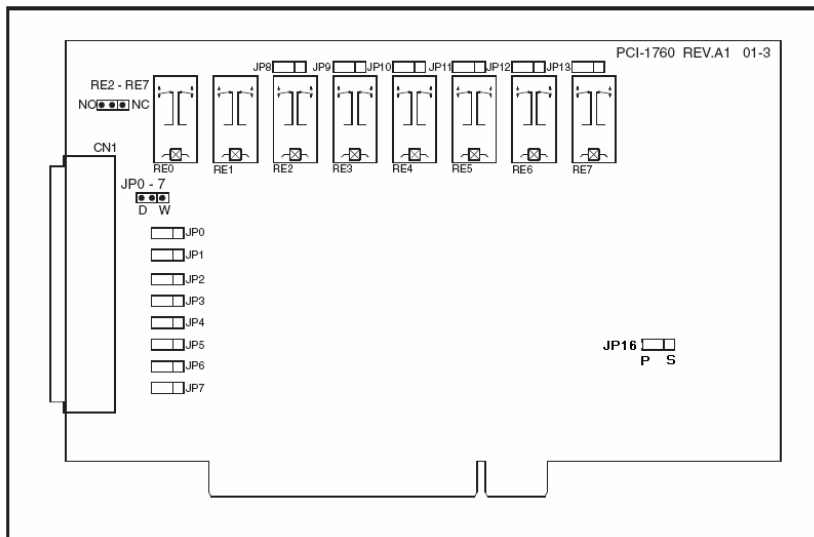 PCI-1760 REV.A1 01-3
JP8 JP9 JP10 JP11 JP12 JP13
RE2 - RE7
NO NC
RE0 RE1 RE2 RE3 RE4 RE5 RE6 RE7
CN1
JP0 - 7
D W
JP0
JP1
JP2
JP3
JP4
JP5
JP6
JP7
JP16
P S